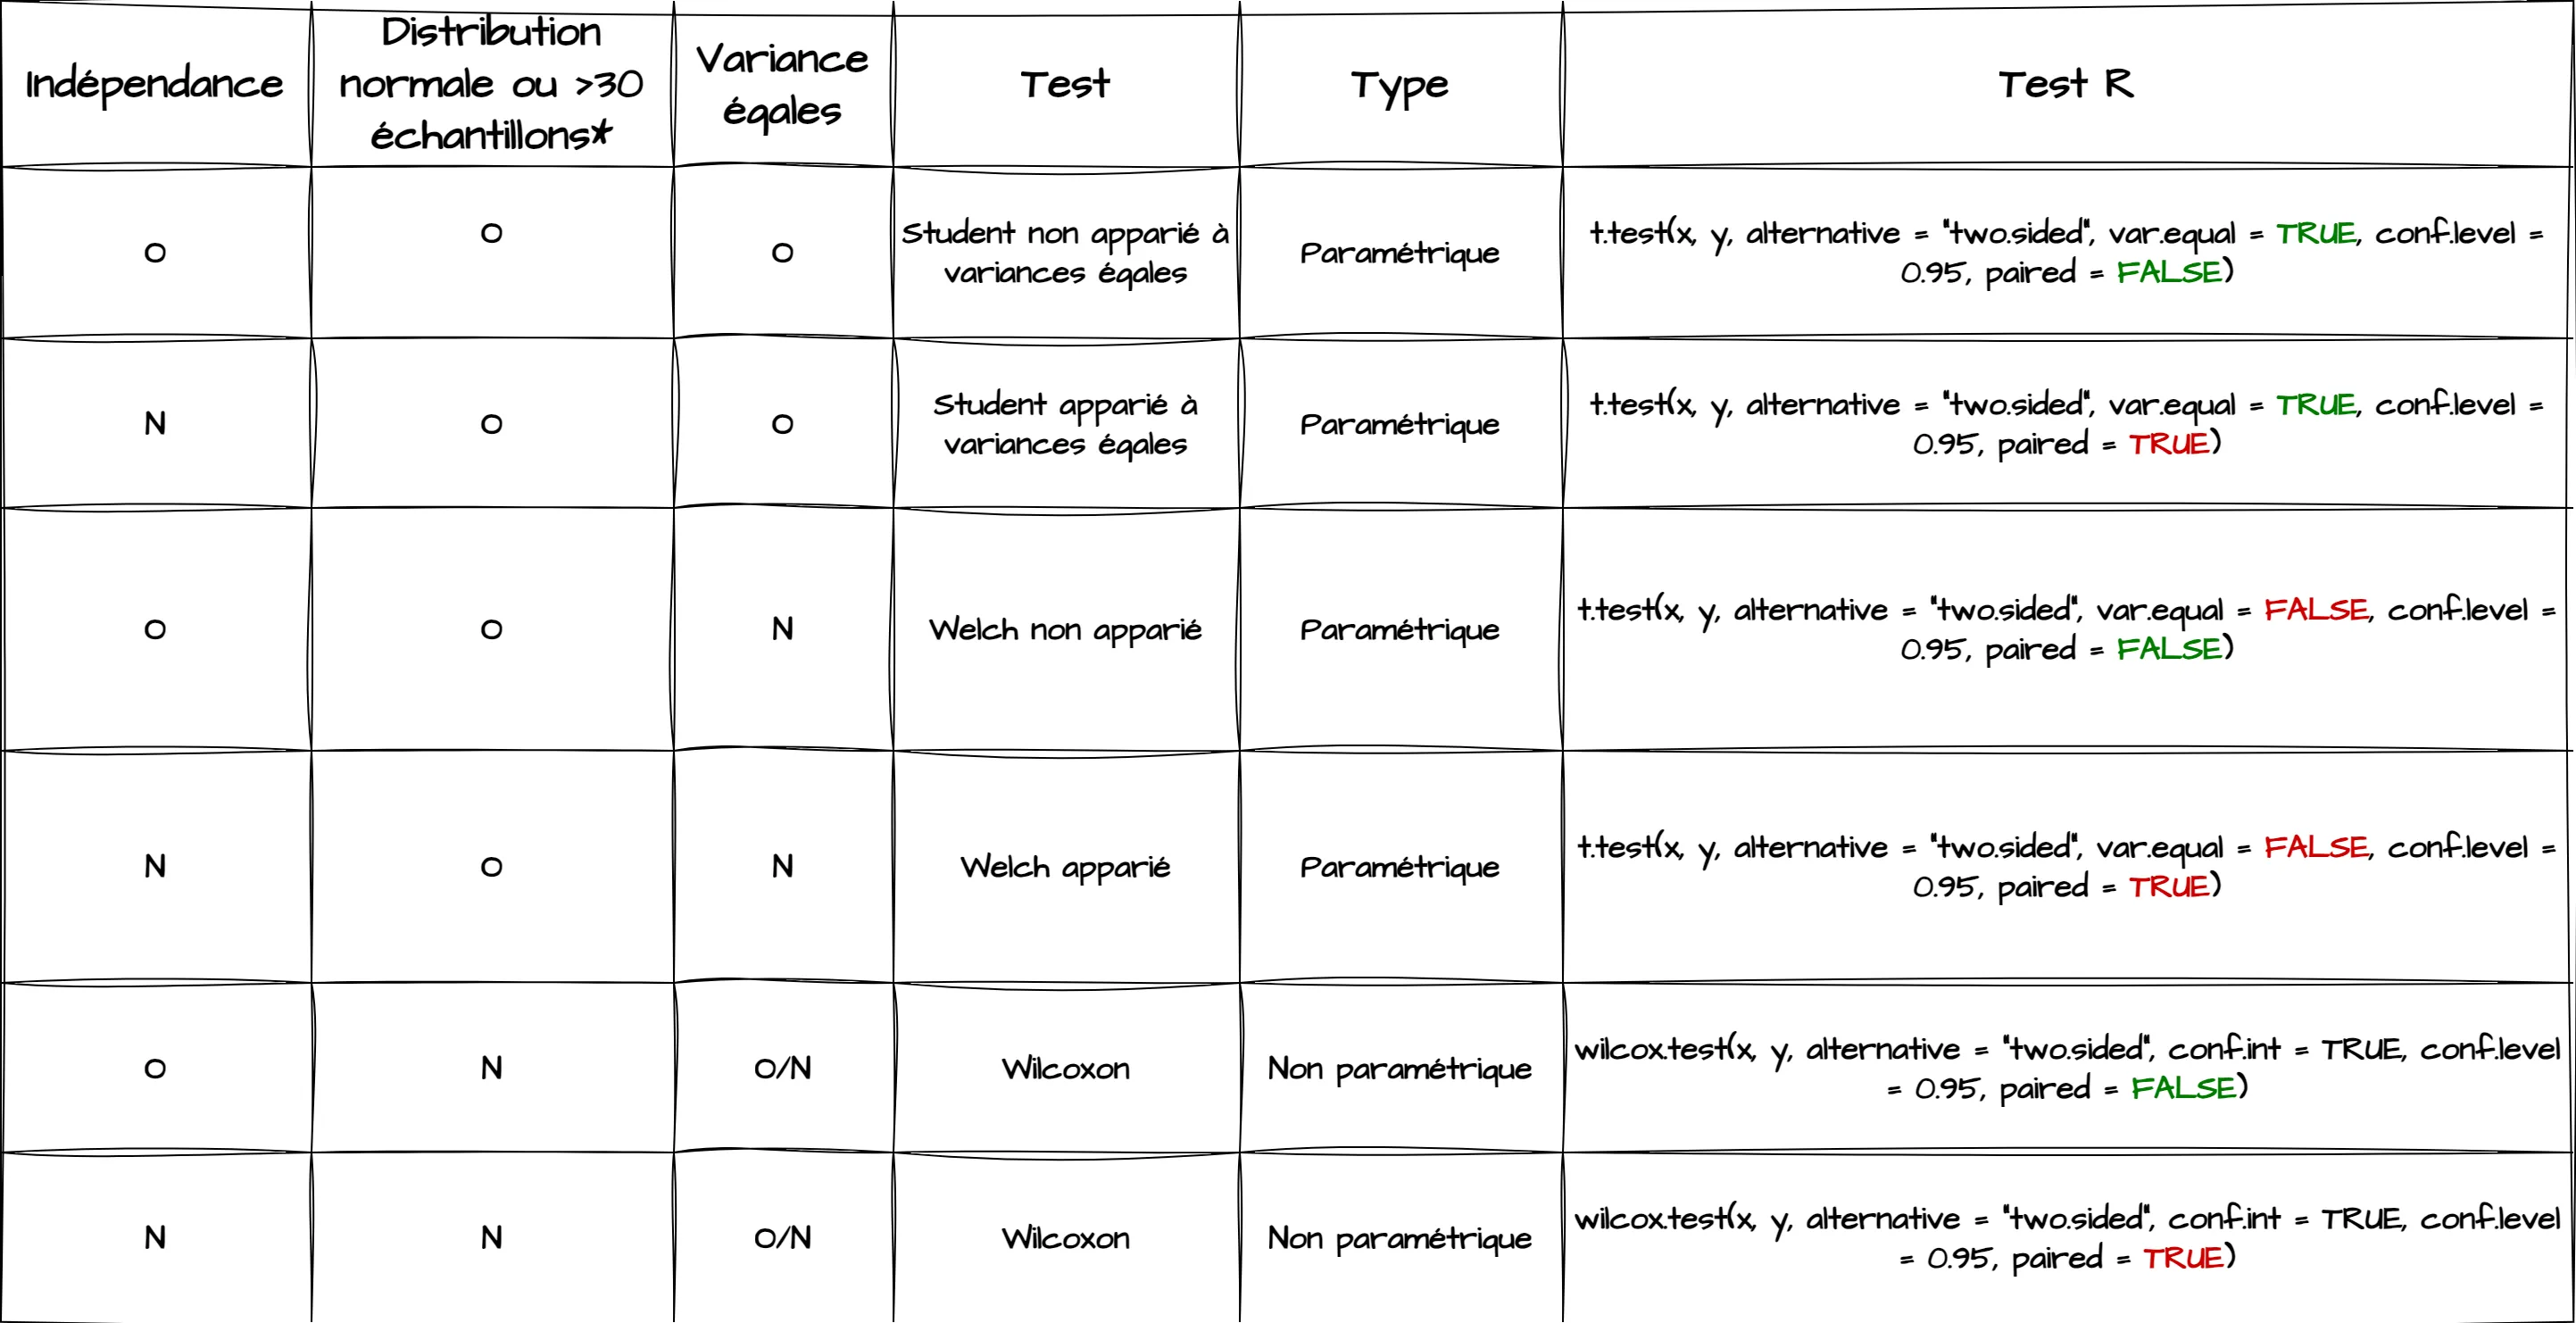 Indépendance
Distribution
normale ou >30
échantillons*
Variance
égales
Test
Type
Test R
O
O
O
Student non apparié à
variances égales
Paramétrique
t.test(x, y, alternative = "two.sided", var.equal = TRUE, conf.level =
0.95, paired = FALSE)
N
O
O
Student apparié à
variances égales
Paramétrique
t.test(x, y, alternative = "two.sided", var.equal = TRUE, conf.level =
0.95, paired = TRUE)
O
O
N
Welch non apparié
Paramétrique
t.test(x, y, alternative = "two.sided", var.equal = FALSE, conf.level =
0.95, paired = FALSE)
N
O
N
Welch apparié
Paramétrique
t.test(x, y, alternative = "two.sided", var.equal = FALSE, conf.level =
0.95, paired = TRUE)
O
N
O/N
Wilcoxon
Non paramétrique
wilcox.test(x, y, alternative = "two.sided", conf.int = TRUE, conf.level
= 0.95, paired = FALSE)
N
N
O/N
Wilcoxon
Non paramétrique
wilcox.test(x, y, alternative = "two.sided", conf.int = TRUE, conf.level
= 0.95, paired = TRUE)